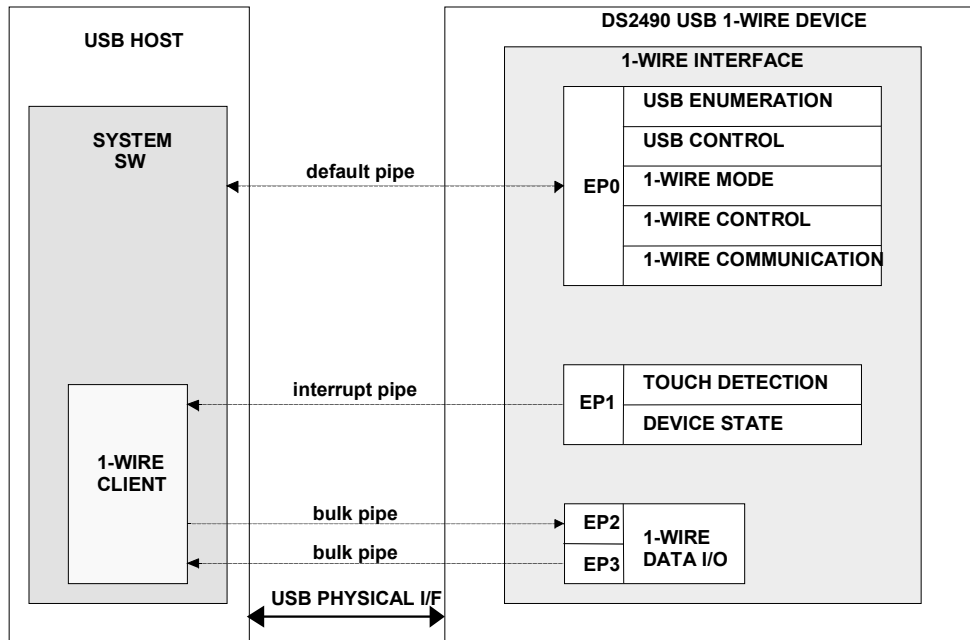 USB HOST
DS2490 USB 1-WIRE DEVICE
1-WIRE INTERFACE
SYSTEM
SW
default pipe
EP0
USB ENUMERATION
USB CONTROL
1-WIRE MODE
1-WIRE CONTROL
1-WIRE COMMUNICATION
interrupt pipe
EP1
TOUCH DETECTION
DEVICE STATE
1-WIRE
CLIENT
bulk pipe
EP2
bulk pipe
EP3
1-WIRE
DATA I/O
USB PHYSICAL I/F